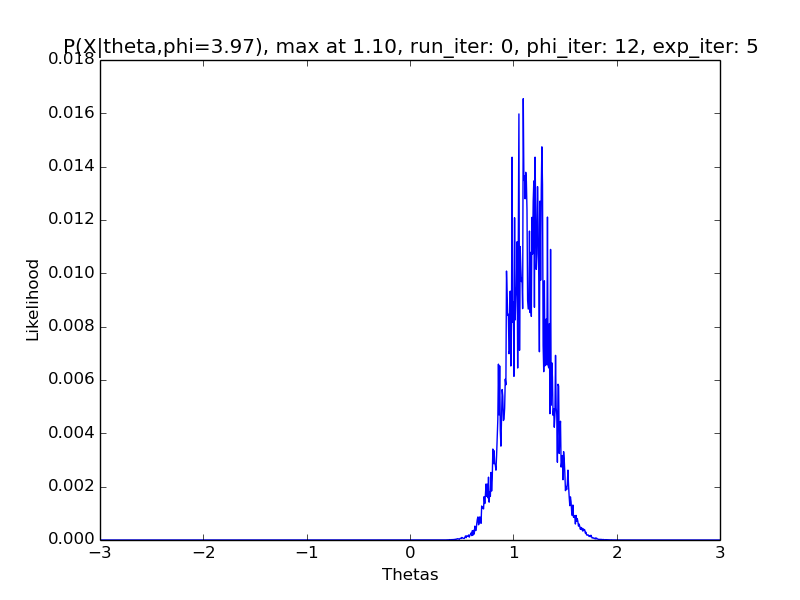 P(X|theta,phi=3.97), max at 1.10, run_iter: 0, phi_iter: 12, exp_iter: 5
0.018
0.016
0.014
0.012
0.010
0.008
0.006
0.004
0.002
0.000
Likelihood
−3 −2 −1 0 1 2 3
Thetas